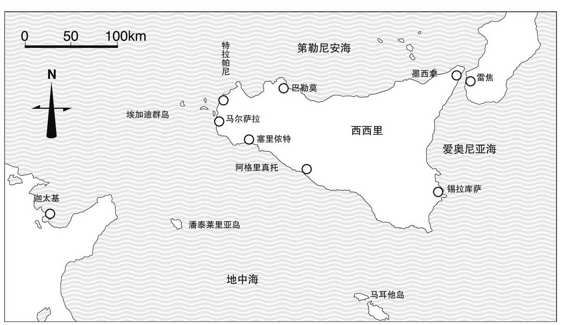 0 50 100km
N
特拉帕尼
第勒尼安海
墨西拿
雷焦
巴勒莫
埃加迪群岛
马尔萨拉
西西里
塞里侬特
爱奥尼亚海
阿格里真托
锡拉库萨
迦太基
潘泰莱里亚岛
地中海
马耳他岛